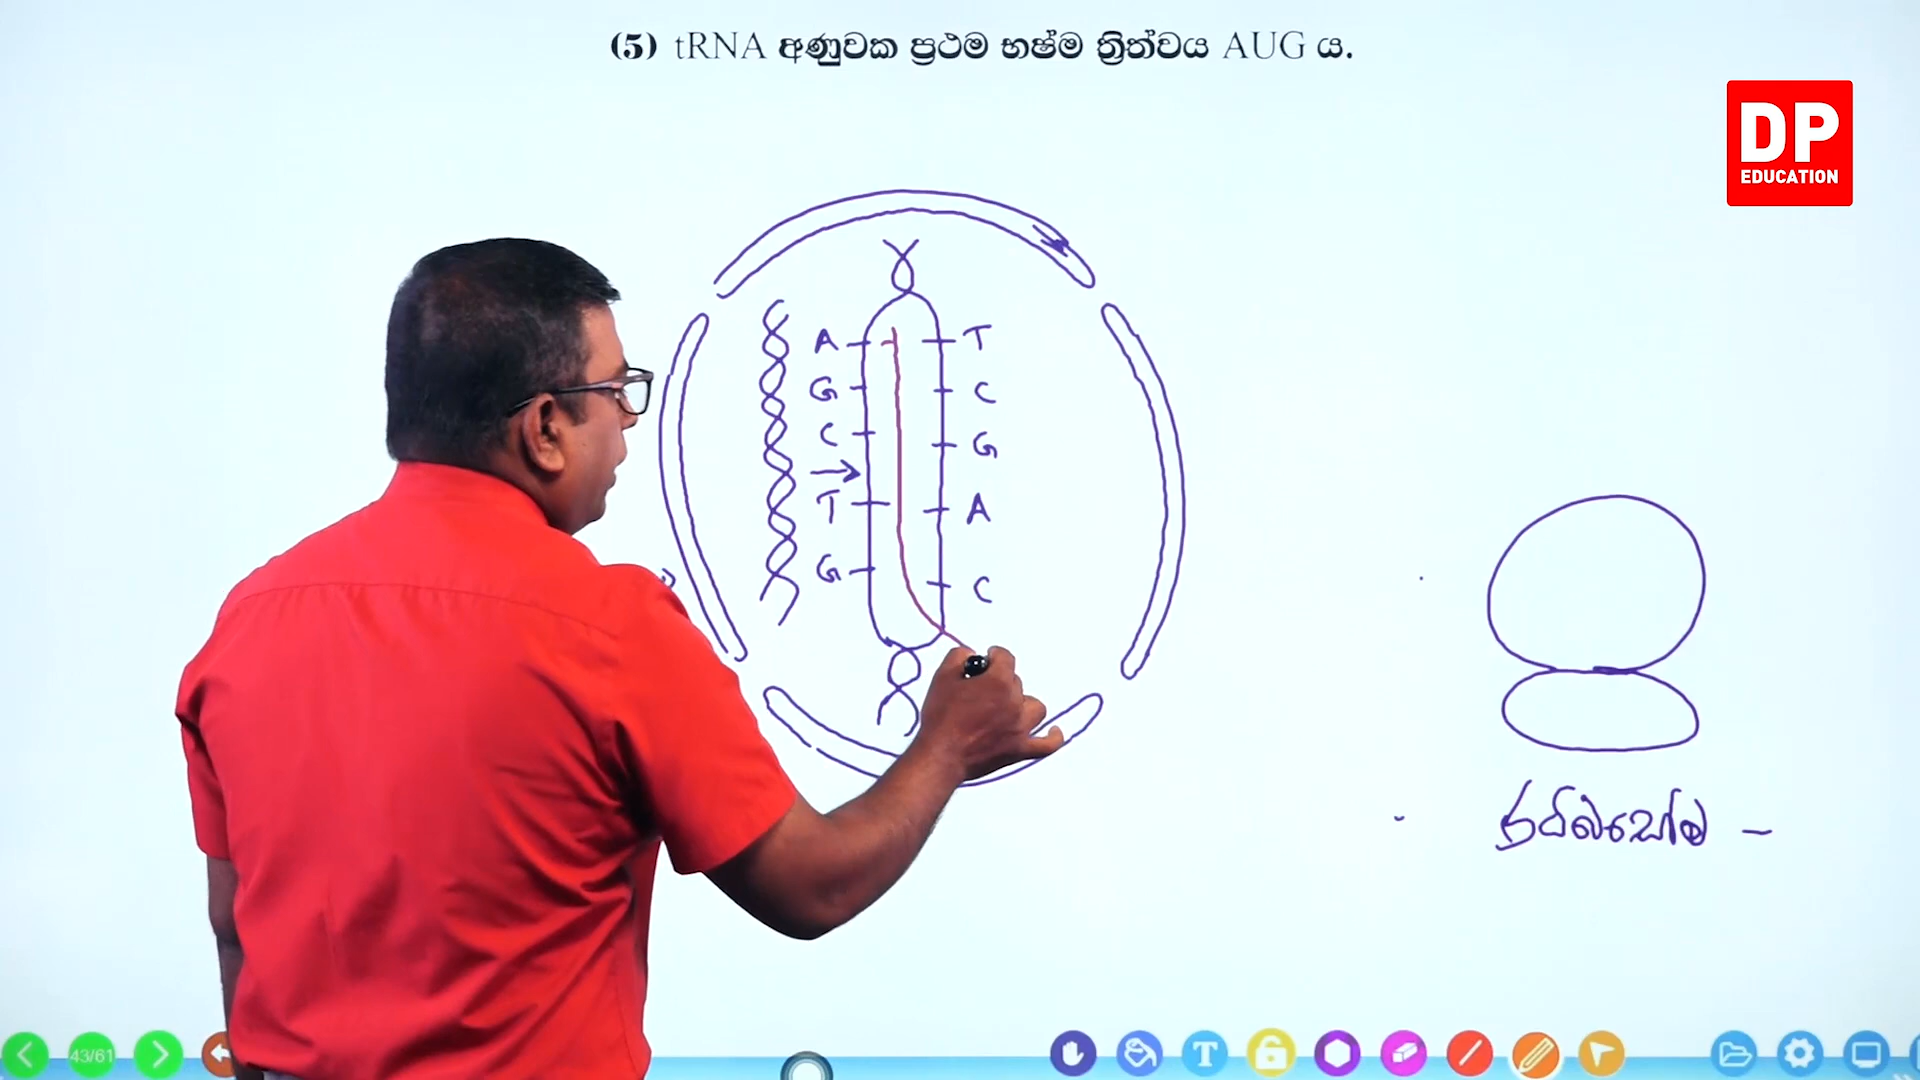 (5) tRNA අණුවක ප්‍රථම භෂ්ම ත්‍රිත්වය AUG ය.
DP
EDUCATION
A T
G C
C G
T A
G C
රයිබසෝම -
43/61
T